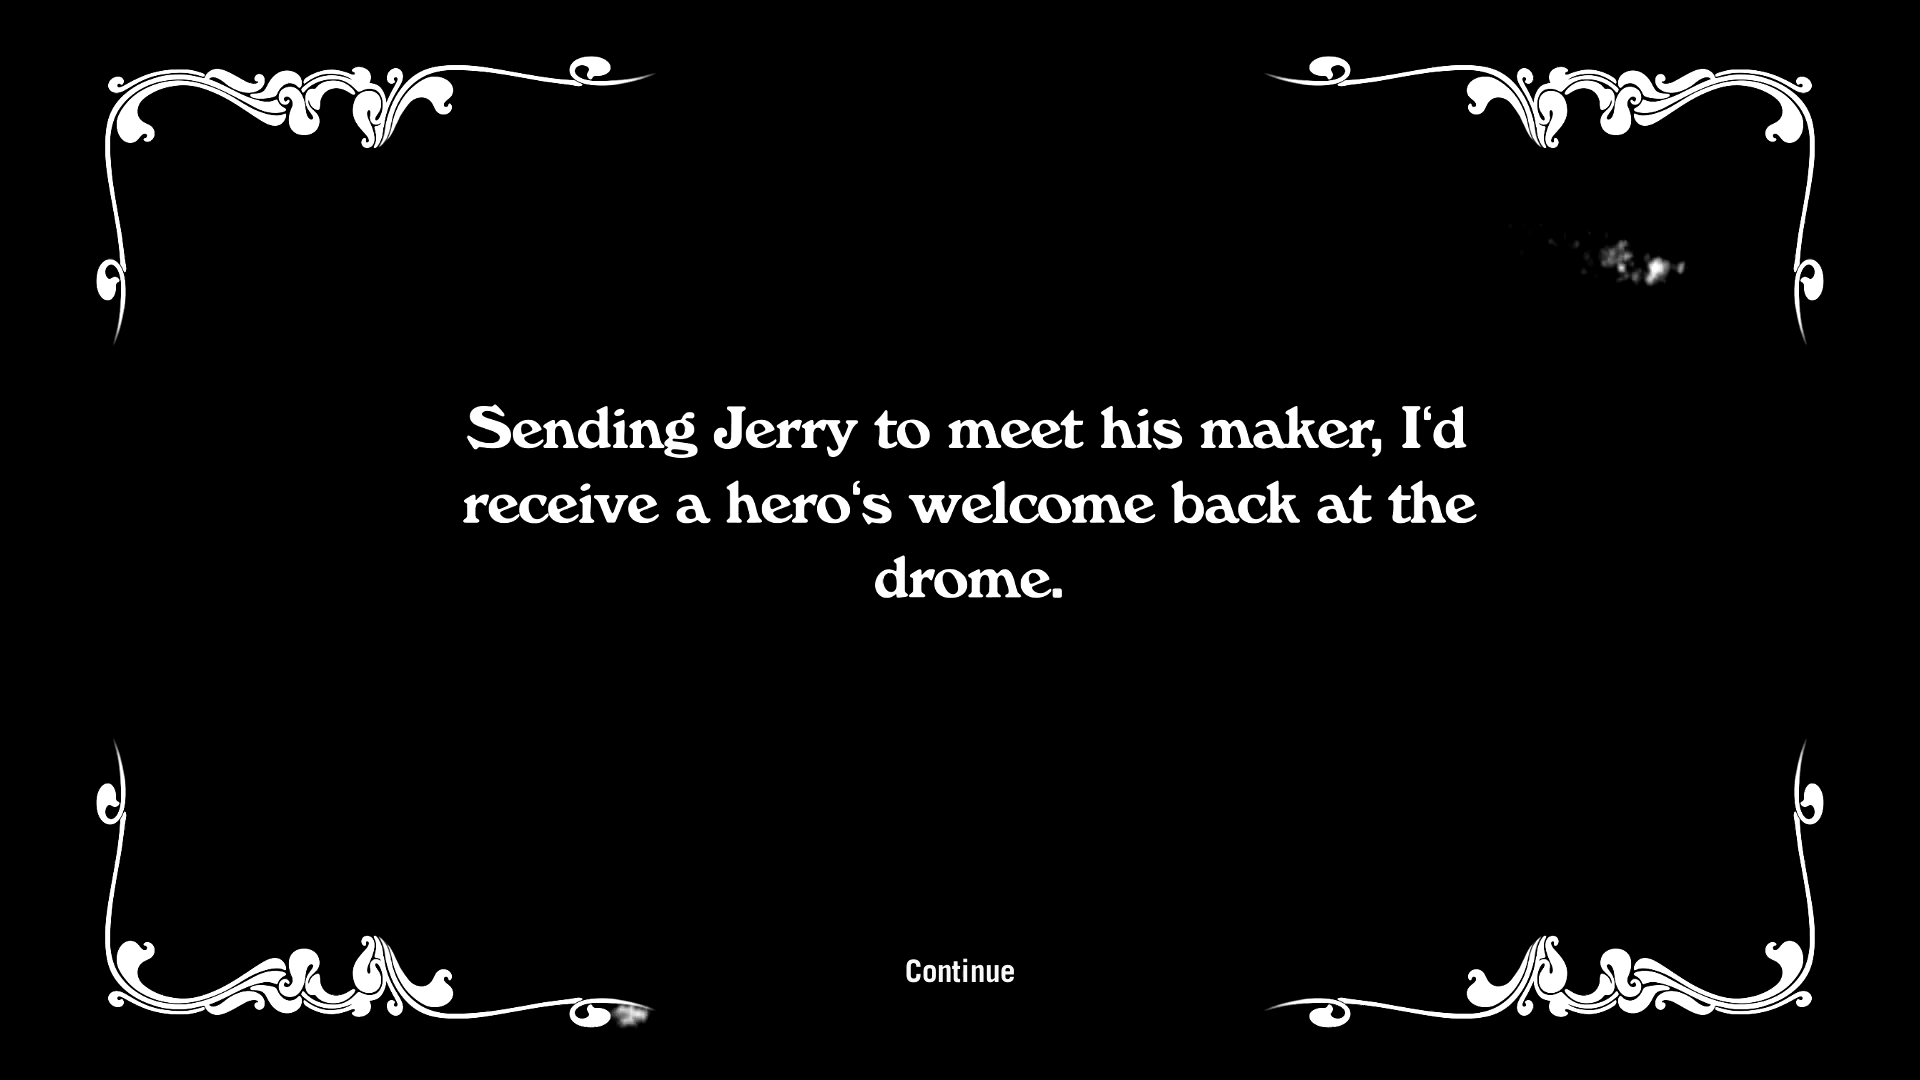 Sending Jerry to meet his maker, I‘d
receive a hero‘s welcome back at the
drome.
Continue